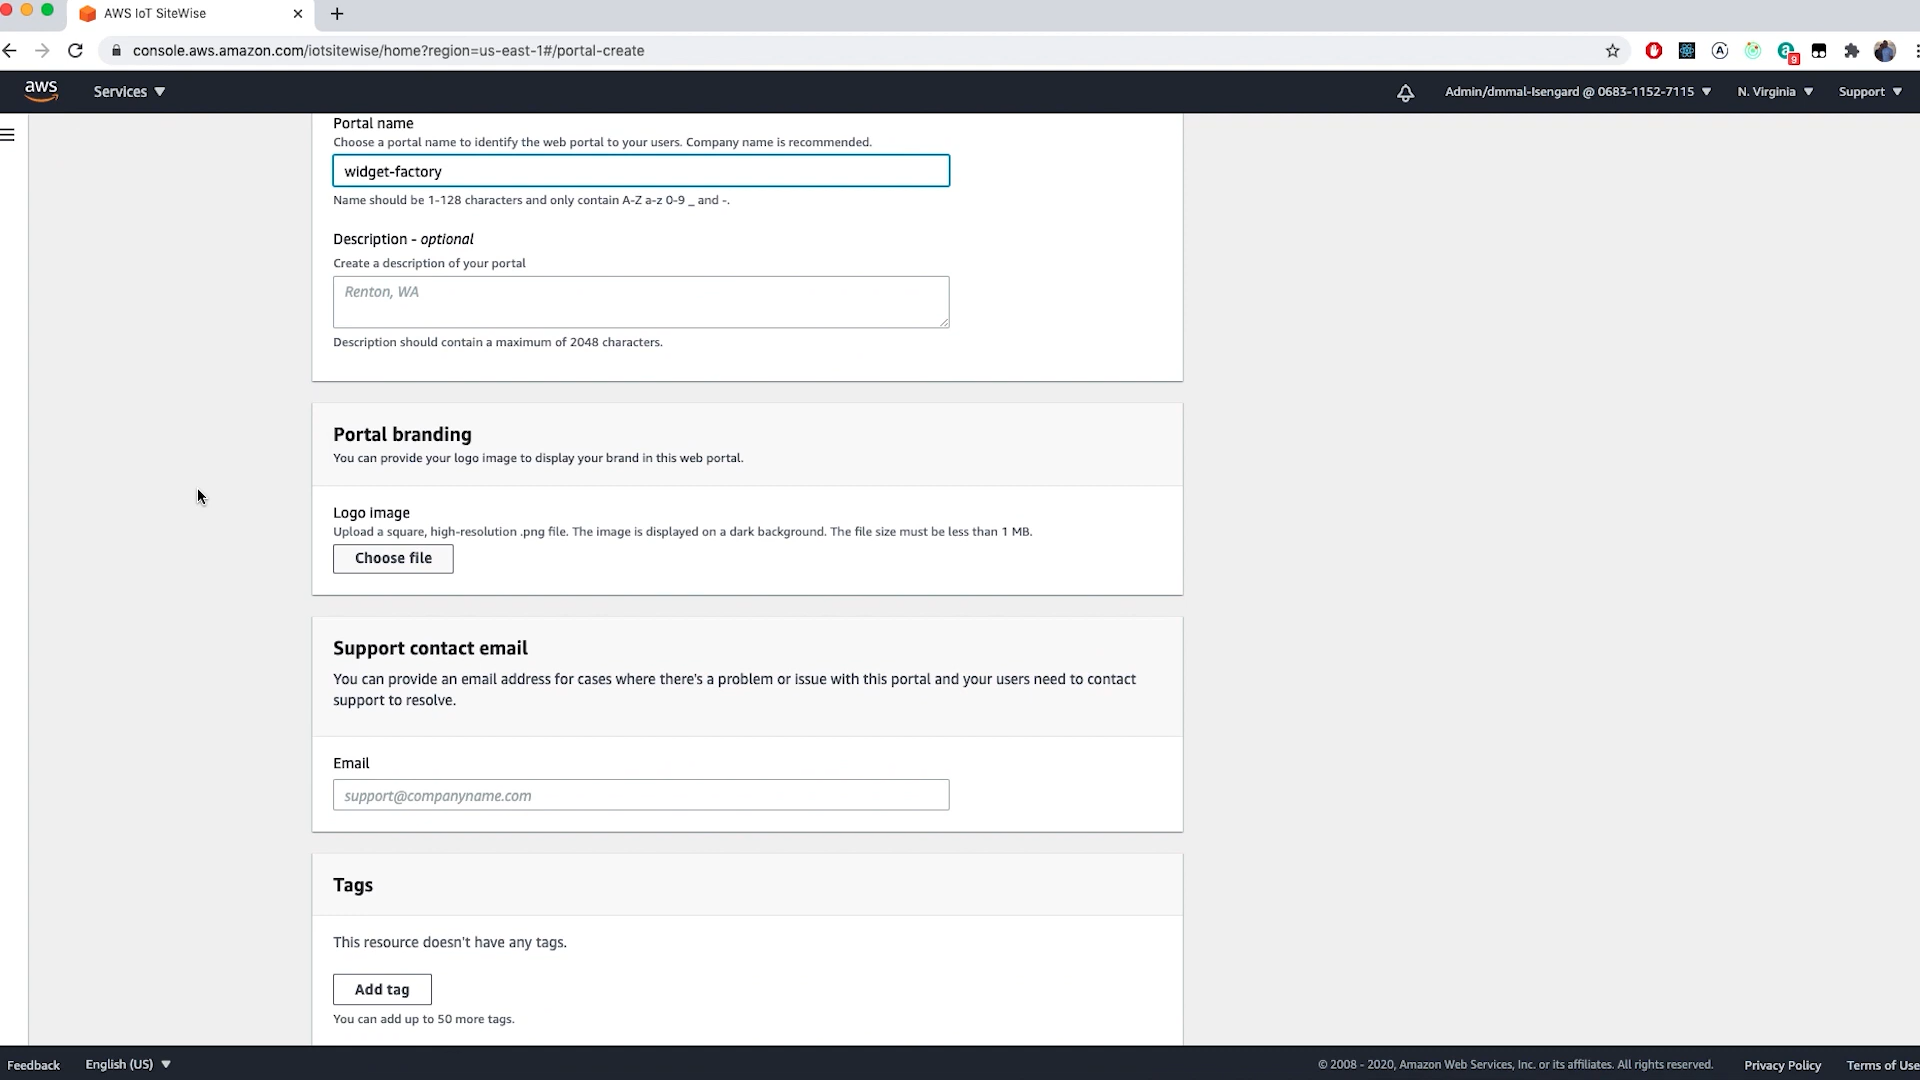 AWS IoT SiteWise
console.aws.amazon.com/iotsitewise/home?region=us-east-1#/portal-create
9
aws
Services
Admin/dmmal-Isengard @ 0683-1152-7115
N. Virginia
Support
Portal name
Choose a portal name to identify the web portal to your users. Company name is recommended.
widget-factory
Name should be 1-128 characters and only contain A-Z a-z 0-9 _ and -.
Description - optional
Create a description of your portal
Renton, WA
Description should contain a maximum of 2048 characters.
Portal branding
You can provide your logo image to display your brand in this web portal.
Logo image
Upload a square, high-resolution .png file. The image is displayed on a dark background. The file size must be less than 1 MB.
Choose file
Support contact email
You can provide an email address for cases where there's a problem or issue with this portal and your users need to contact
support to resolve.
Email
support@companyname.com
Tags
This resource doesn't have any tags.
Add tag
You can add up to 50 more tags.
Feedback
English (US)
© 2008 - 2020, Amazon Web Services, Inc. or its affiliates. All rights reserved.
Privacy Policy
Terms of Use